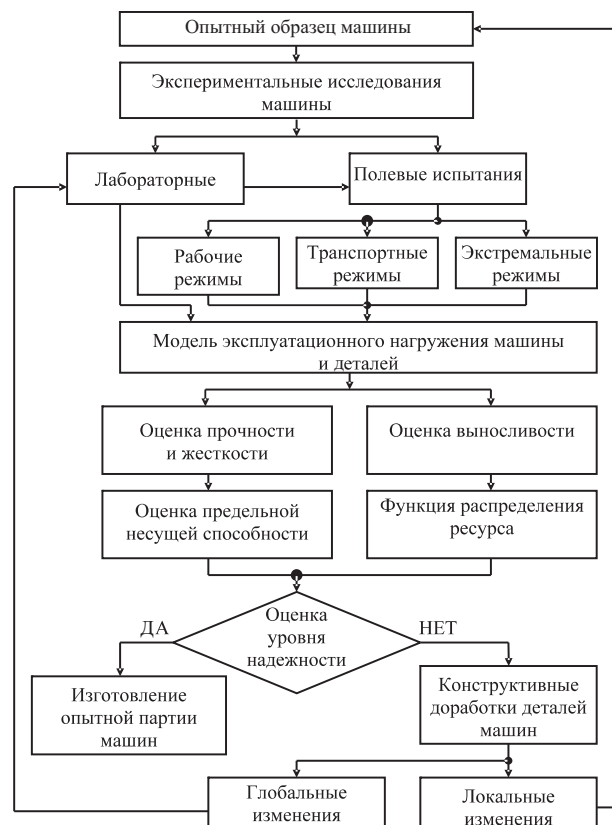 Опытный образец машины
Экспериментальные исследования
машины
Лабораторные
Полевые испытания
Рабочие
режимы
Транспортные
режимы
Экстремальные
режимы
Модель эксплуатационного нагружения машины
и деталей
Оценка прочности
и жесткости
Оценка выносливости
Оценка предельной
несущей способности
Функция распределения
ресурса
ДА
Оценка
уровня
надежности
НЕТ
Изготовление
опытной партии
машин
Конструктивные
доработки деталей
машин
Глобальные
изменения
Локальные
изменения